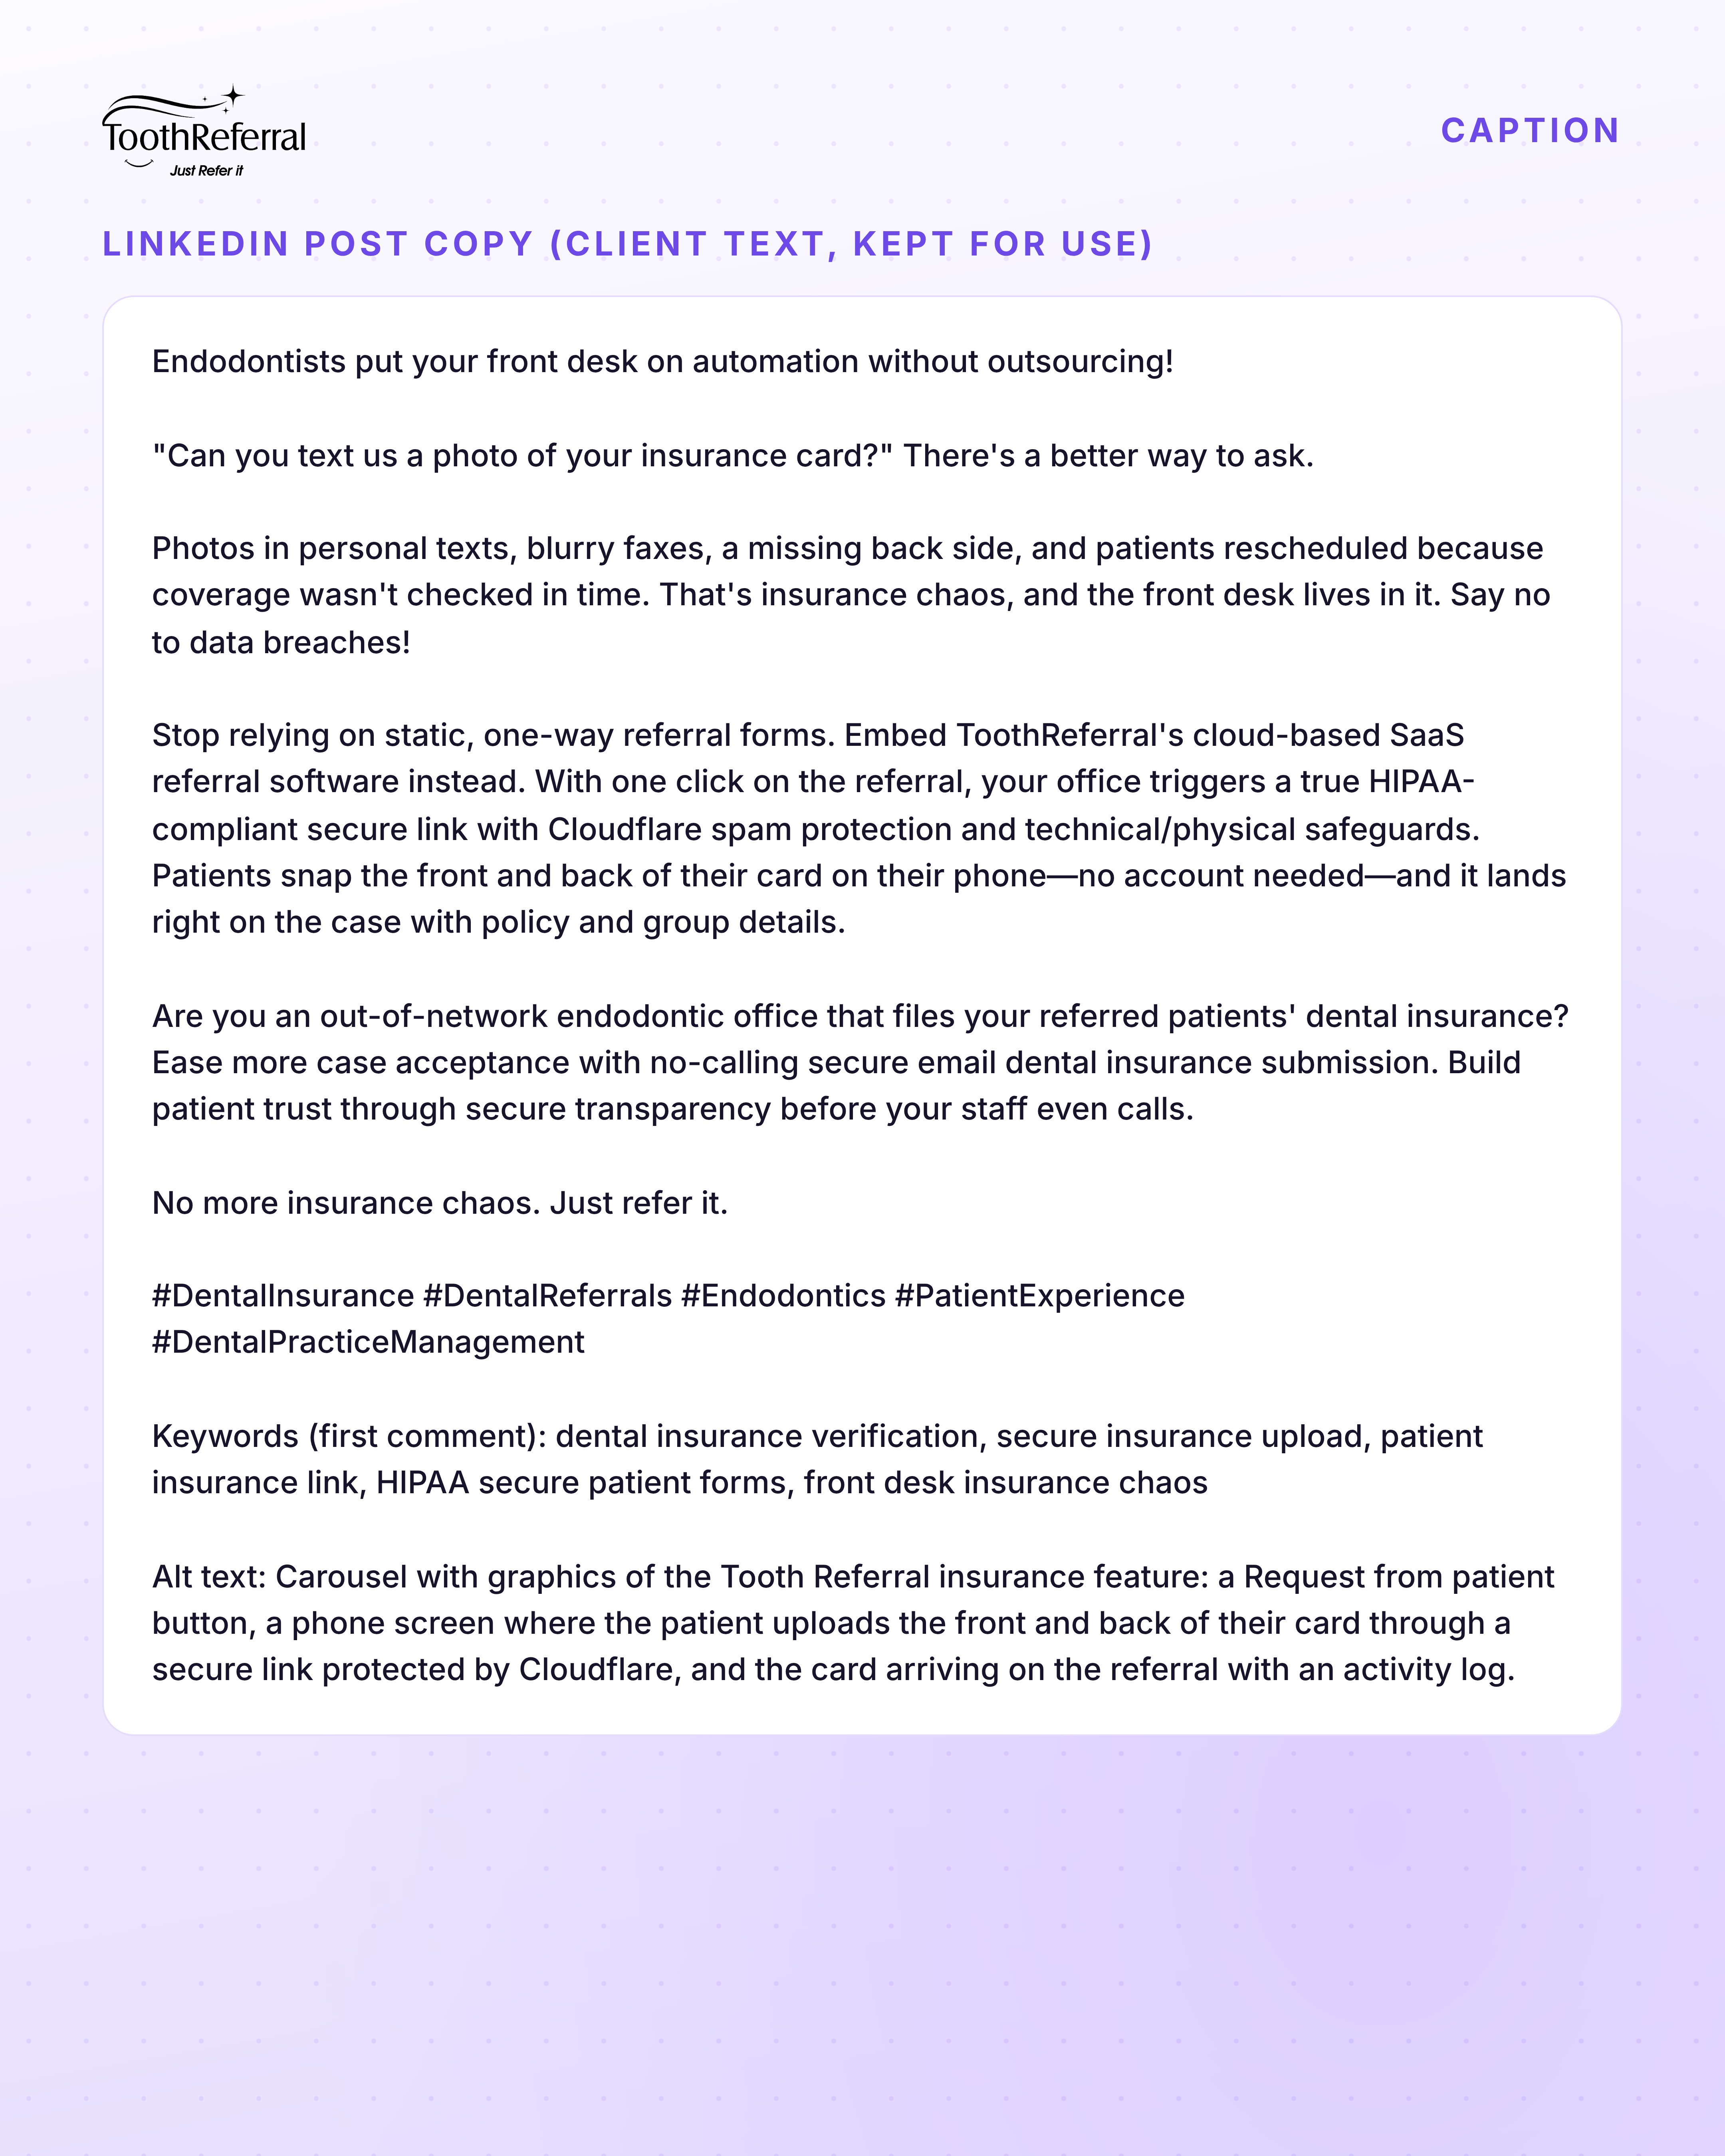 ToothReferral
Just Refer it
CAPTION
LINKEDIN POST COPY (CLIENT TEXT, KEPT FOR USE)
Endodontists put your front desk on automation without outsourcing!
"Can you text us a photo of your insurance card?" There's a better way to ask.
Photos in personal texts, blurry faxes, a missing back side, and patients rescheduled because
coverage wasn't checked in time. That's insurance chaos, and the front desk lives in it. Say no
to data breaches!
Stop relying on static, one-way referral forms. Embed ToothReferral's cloud-based SaaS
referral software instead. With one click on the referral, your office triggers a true HIPAA-
compliant secure link with Cloudflare spam protection and technical/physical safeguards.
Patients snap the front and back of their card on their phone—no account needed—and it lands
right on the case with policy and group details.
Are you an out-of-network endodontic office that files your referred patients' dental insurance?
Ease more case acceptance with no-calling secure email dental insurance submission. Build
patient trust through secure transparency before your staff even calls.
No more insurance chaos. Just refer it.
#DentalInsurance #DentalReferrals #Endodontics #PatientExperience
#DentalPracticeManagement
Keywords (first comment): dental insurance verification, secure insurance upload, patient
insurance link, HIPAA secure patient forms, front desk insurance chaos
Alt text: Carousel with graphics of the Tooth Referral insurance feature: a Request from patient
button, a phone screen where the patient uploads the front and back of their card through a
secure link protected by Cloudflare, and the card arriving on the referral with an activity log.